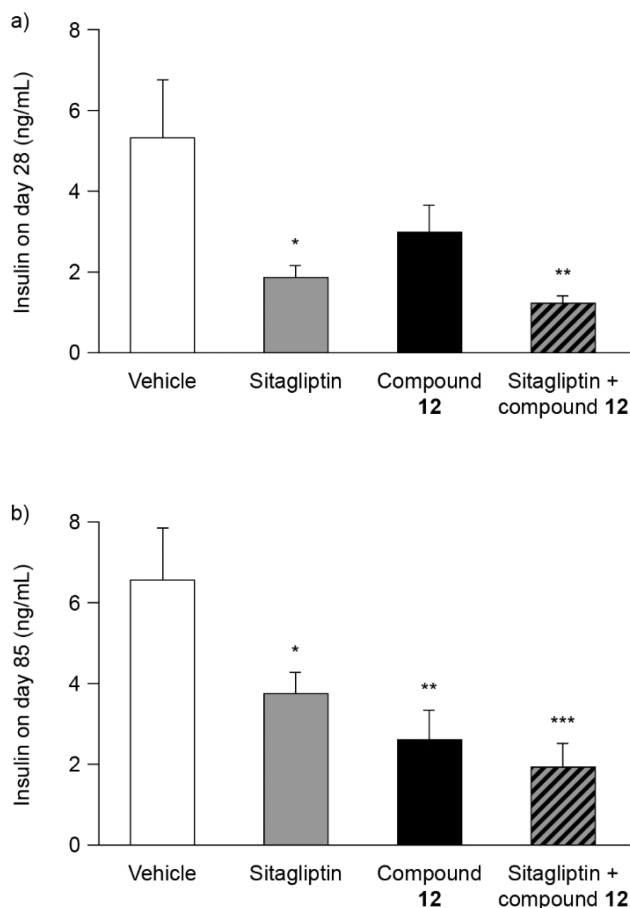 a)
Insulin on day 28 (ng/mL)
8
6
4
2
0
*
**
Vehicle
Sitagliptin
Compound
12
Sitagliptin +
compound 12
b)
Insulin on day 85 (ng/mL)
8
6
4
2
0
*
**
***
Vehicle
Sitagliptin
Compound
12
Sitagliptin +
compound 12